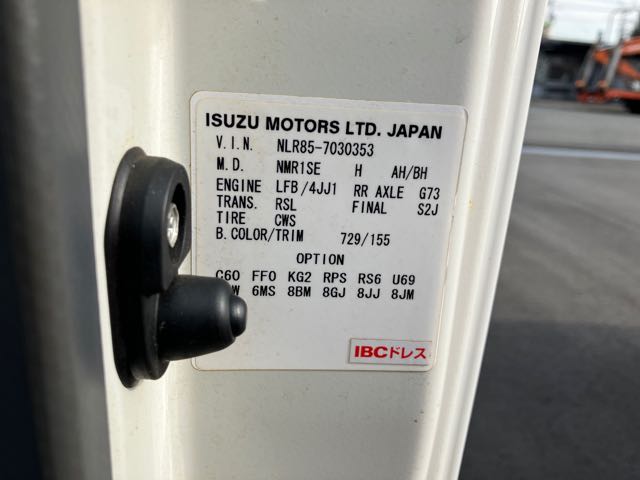 ISUZU MOTORS LTD. JAPAN
V.I.N. NLR85-7030353
M.D. NMR1SE H AH/BH
ENGINE LFB/4JJ1 RR AXLE G73
TRANS. RSL FINAL S2J
TIRE CWS
B.COLOR/TRIM 729/155
OPTION
C60 FF0 KG2 RPS RS6 U69
6MS 8BM 8GJ 8JJ 8JM
IBCドレス